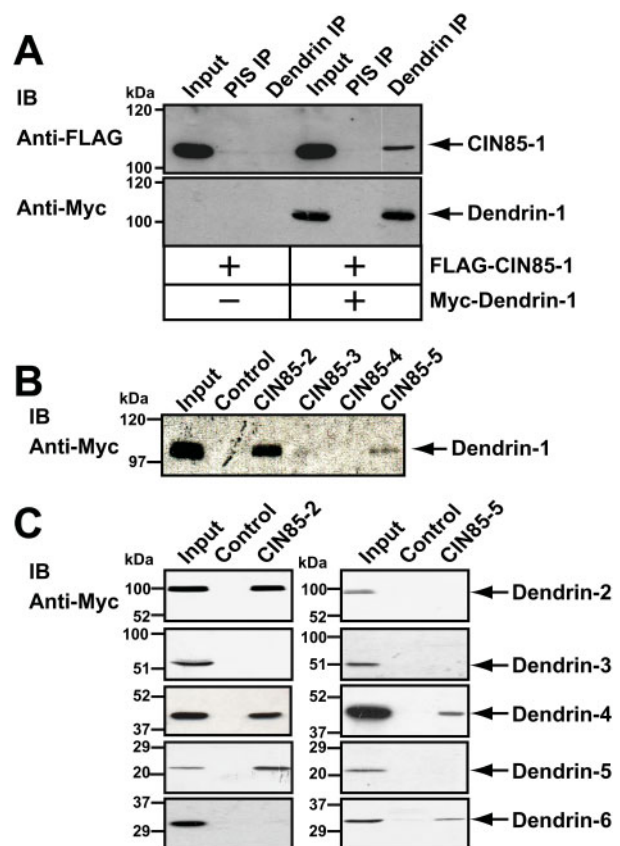 A
Input PIS IP Dendrin IP Input PIS IP Dendrin IP
IB kDa
120
Anti-FLAG CIN85-1
100
120
Anti-Myc
100 Dendrin-1
+ + FLAG-CIN85-1
− + Myc-Dendrin-1
B
Input Control CIN85-2 CIN85-3 CIN85-4 CIN85-5
kDa
IB 120
Anti-Myc Dendrin-1
97
C
Input Control CIN85-2 Input Control CIN85-5
IB kDa kDa
Anti-Myc 100 100 Dendrin-2
52 52
100 100
51 51 Dendrin-3
52 52
Dendrin-4
37 37
29 29
20 20 Dendrin-5
37 37
29 29 Dendrin-6